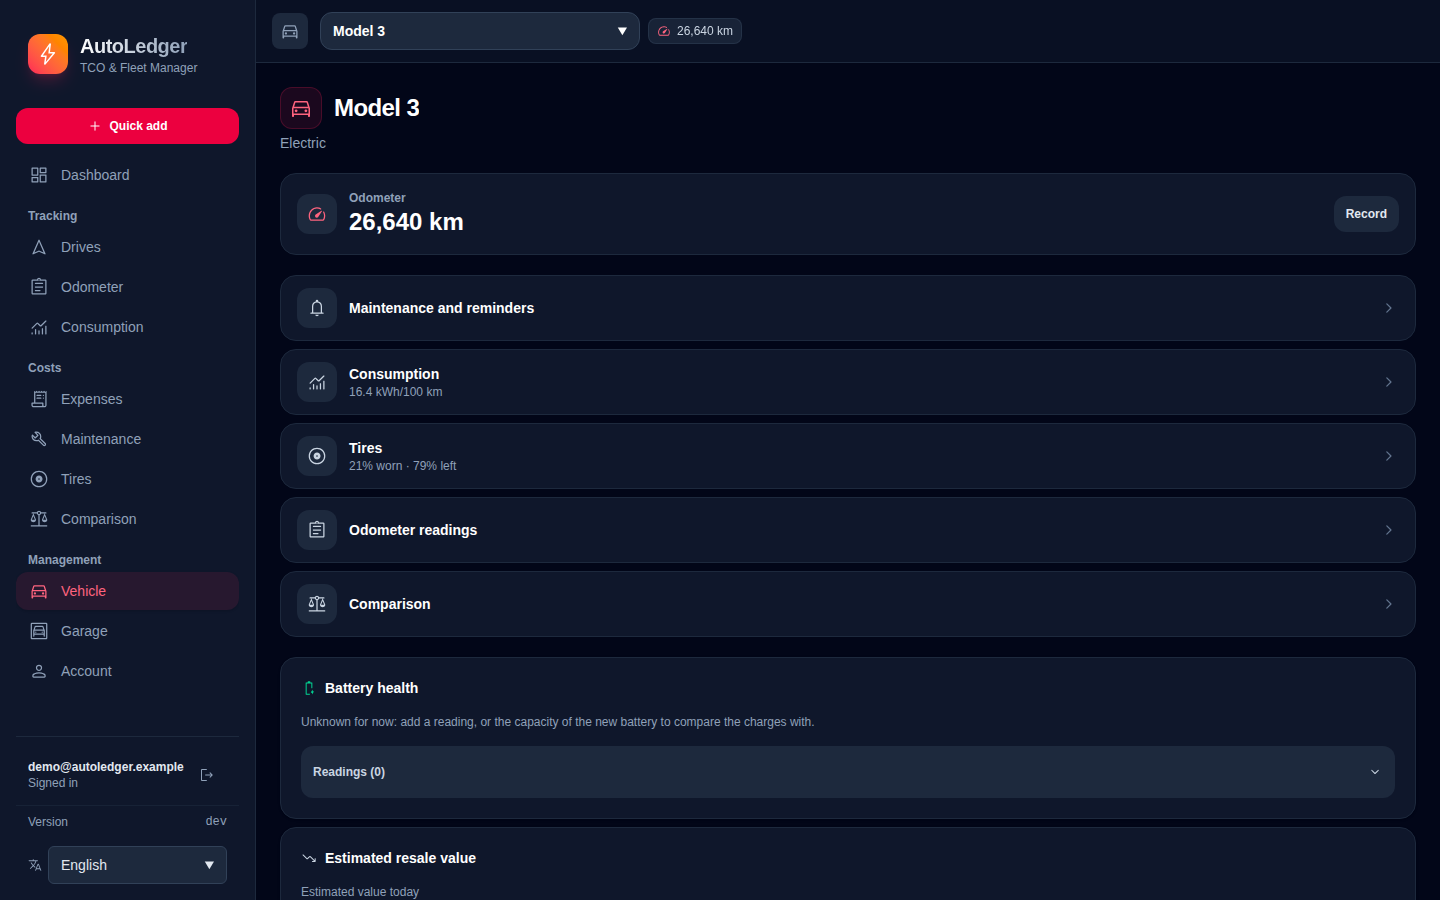 AutoLedger
TCO & Fleet Manager
Quick add
Dashboard
Tracking
Drives
Odometer
Consumption
Costs
Expenses
Maintenance
Tires
Comparison
Management
Vehicle
Garage
Account
demo@autoledger.example
Signed in
Version dev
English
Model 3
26,640 km
Model 3
Electric
Odometer
26,640 km
Record
Maintenance and reminders
Consumption
16.4 kWh/100 km
Tires
21% worn · 79% left
Odometer readings
Comparison
Battery health
Unknown for now: add a reading, or the capacity of the new battery to compare the charges with.
Readings (0)
Estimated resale value
Estimated value today